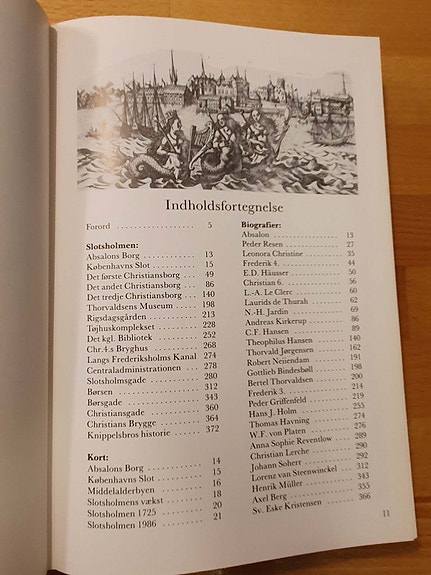 Indholdsfortegnelse
Forord . . . . . . . . . . . . . . . . . . 5
Slotsholmen:
Absalons Borg . . . . . . . . . . . 13
Københavns Slot . . . . . . . . . . 15
Det første Christiansborg . . . . 49
Det andet Christiansborg . . . . 86
Det tredje Christiansborg . . . . 140
Thorvaldsens Museum . . . . . . 198
Rigsdagsgården . . . . . . . . . . . 213
Tøjhuskomplekset . . . . . . . . . 228
Det kgl. Bibliotek . . . . . . . . . 252
Chr.4.s Bryghus . . . . . . . . . . 268
Langs Frederiksholms Kanal 274
Centraladministrationen . . . . . 278
Slotsholmsgade . . . . . . . . . . . 280
Børsen . . . . . . . . . . . . . . . . . 312
Børsgade . . . . . . . . . . . . . . . 343
Christiansgade . . . . . . . . . . . 360
Christians Brygge . . . . . . . . . 364
Knippelsbros historie . . . . . . . 372
Kort:
Absalons Borg . . . . . . . . . . . 14
Københavns Slot . . . . . . . . . . 15
Middelalderbyen . . . . . . . . . . 16
Slotsholmens vækst . . . . . . . . 18
Slotsholmen 1725 . . . . . . . . . 20
Slotsholmen 1986 . . . . . . . . . 21
Biografier:
Absalon . . . . . . . . . . . . . . . . 13
Peder Resen . . . . . . . . . . . . . 27
Leonora Christine . . . . . . . . . 35
Frederik 4. . . . . . . . . . . . . . . 44
E.D. Häusser . . . . . . . . . . . . 50
Christian 6. . . . . . . . . . . . . . 56
L.-A. Le Clerc . . . . . . . . . . . . 60
Laurids de Thurah . . . . . . . . . 62
N.-H. Jardin . . . . . . . . . . . . . 69
Andreas Kirkerup . . . . . . . . . 86
C.F. Hansen . . . . . . . . . . . . . 89
Theophilus Hansen . . . . . . . . 112
Thorvald Jørgensen . . . . . . . . 162
Robert Neiiendam . . . . . . . . . 191
Gottlieb Bindesbøll . . . . . . . . 198
Bertel Thorvaldsen . . . . . . . . 200
Frederik 3. . . . . . . . . . . . . . . 214
Peder Griffenfeld . . . . . . . . . . 219
Hans J. Holm . . . . . . . . . . . . 255
Thomas Havning . . . . . . . . . . 274
W.F. von Platen . . . . . . . . . . 276
Anna Sophie Reventlow . . . . . 289
Christian Lerche . . . . . . . . . . 290
Johann Soherr . . . . . . . . . . . 292
Lorenz van Steenwinckel . . . . 312
Henrik Müller . . . . . . . . . . . . 343
Axel Berg . . . . . . . . . . . . . . . 355
Sv. Eske Kristensen . . . . . . . . 366
11